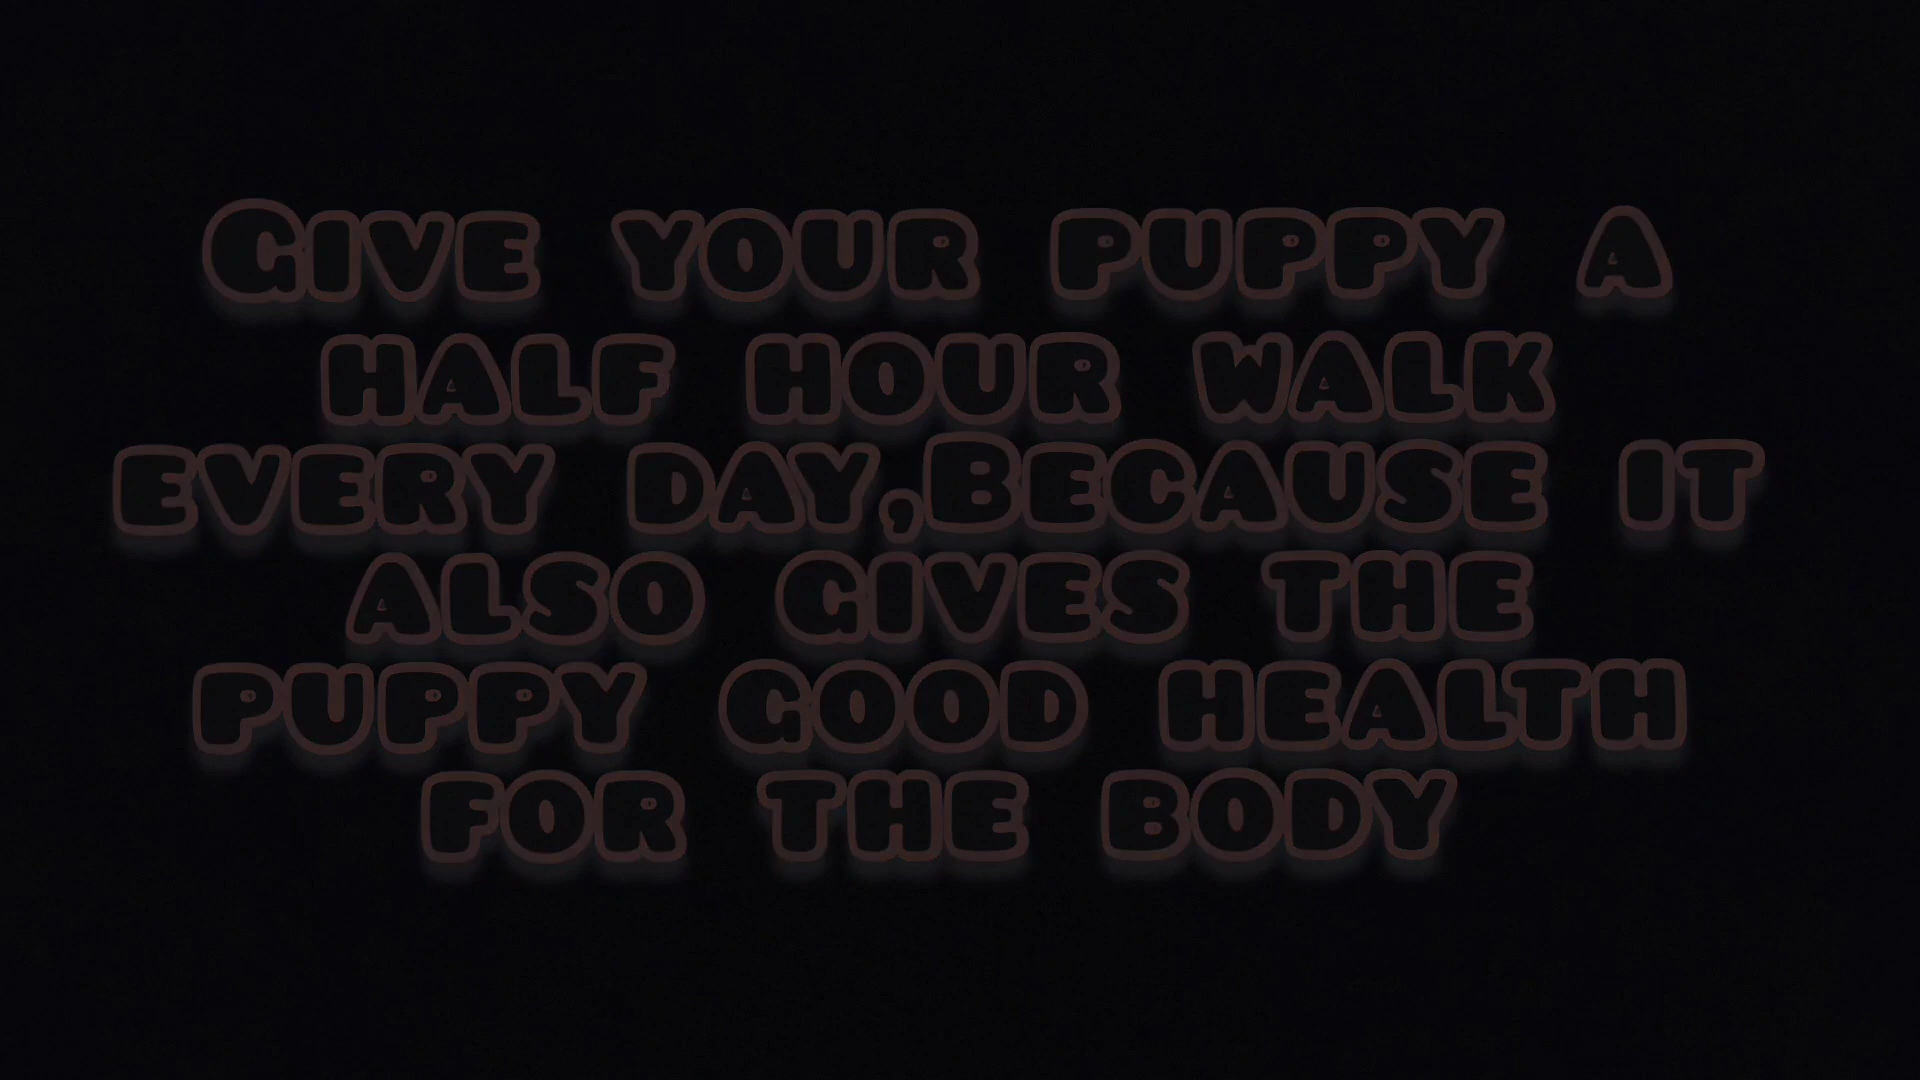 Give your puppy a
half hour walk
every day,Because it
also gives the
puppy good health
for the body